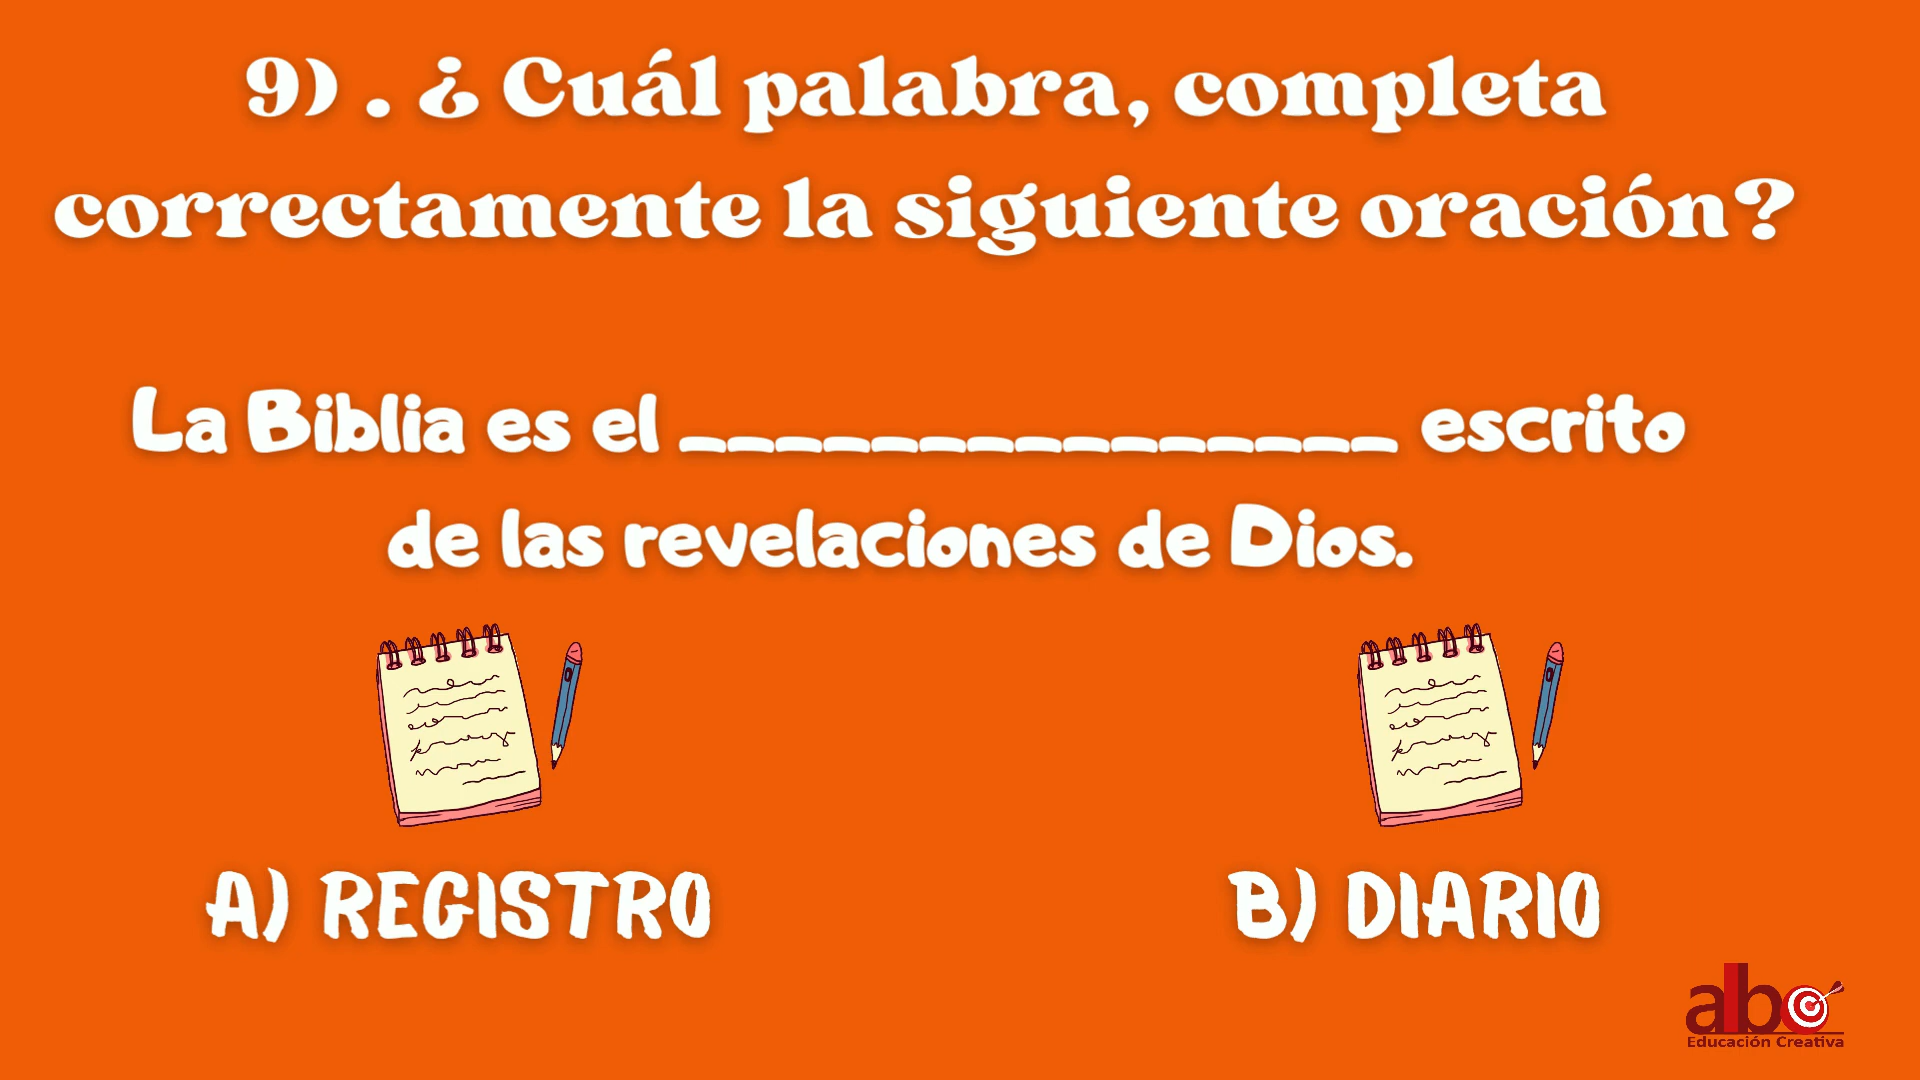 9) . ¿ Cuál palabra, completa
correctamente la siguiente oración?
La Biblia es el _______________ escrito
de las revelaciones de Dios.
A) REGISTRO
B) DIARIO
abc
Educación Creativa